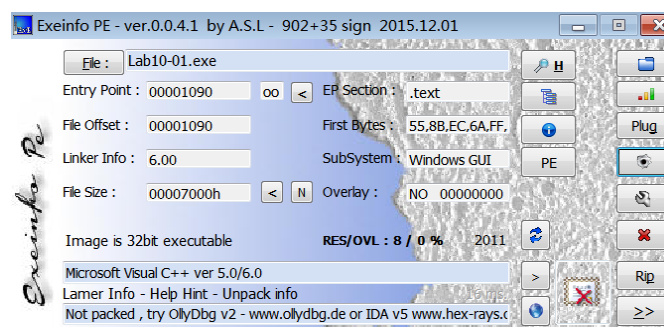 Exeinfo PE - ver.0.0.4.1 by A.S.L - 902+35 sign 2015.12.01
File : Lab10-01.exe H
Entry Point : 00001090 oo < EP Section : .text
File Offset : 00001090 First Bytes : 55,8B,EC,6A,FF, Plug
Linker Info : 6.00 SubSystem : Windows GUI PE
File Size : 00007000h < N Overlay : NO 00000000
Image is 32bit executable RES/OVL : 8 / 0 % 2011
Microsoft Visual C++ ver 5.0/6.0 > Rip
Lamer Info - Help Hint - Unpack info ms.
Not packed , try OllyDbg v2 - www.ollydbg.de or IDA v5 www.hex-rays.c >>
Exeinfo Pe